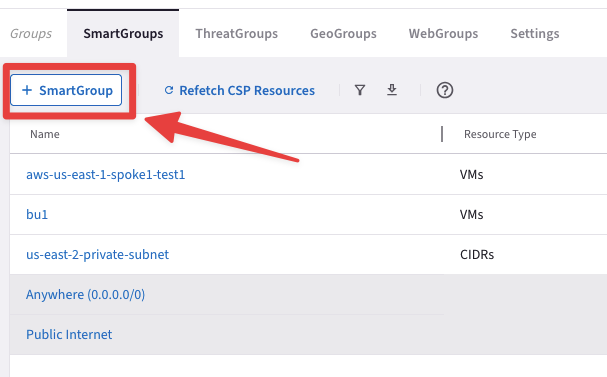 Groups SmartGroups ThreatGroups GeoGroups WebGroups Settings
+ SmartGroup Refetch CSP Resources ?
Name Resource Type
aws-us-east-1-spoke1-test1 VMs
bu1 VMs
us-east-2-private-subnet CIDRs
Anywhere (0.0.0.0/0)
Public Internet